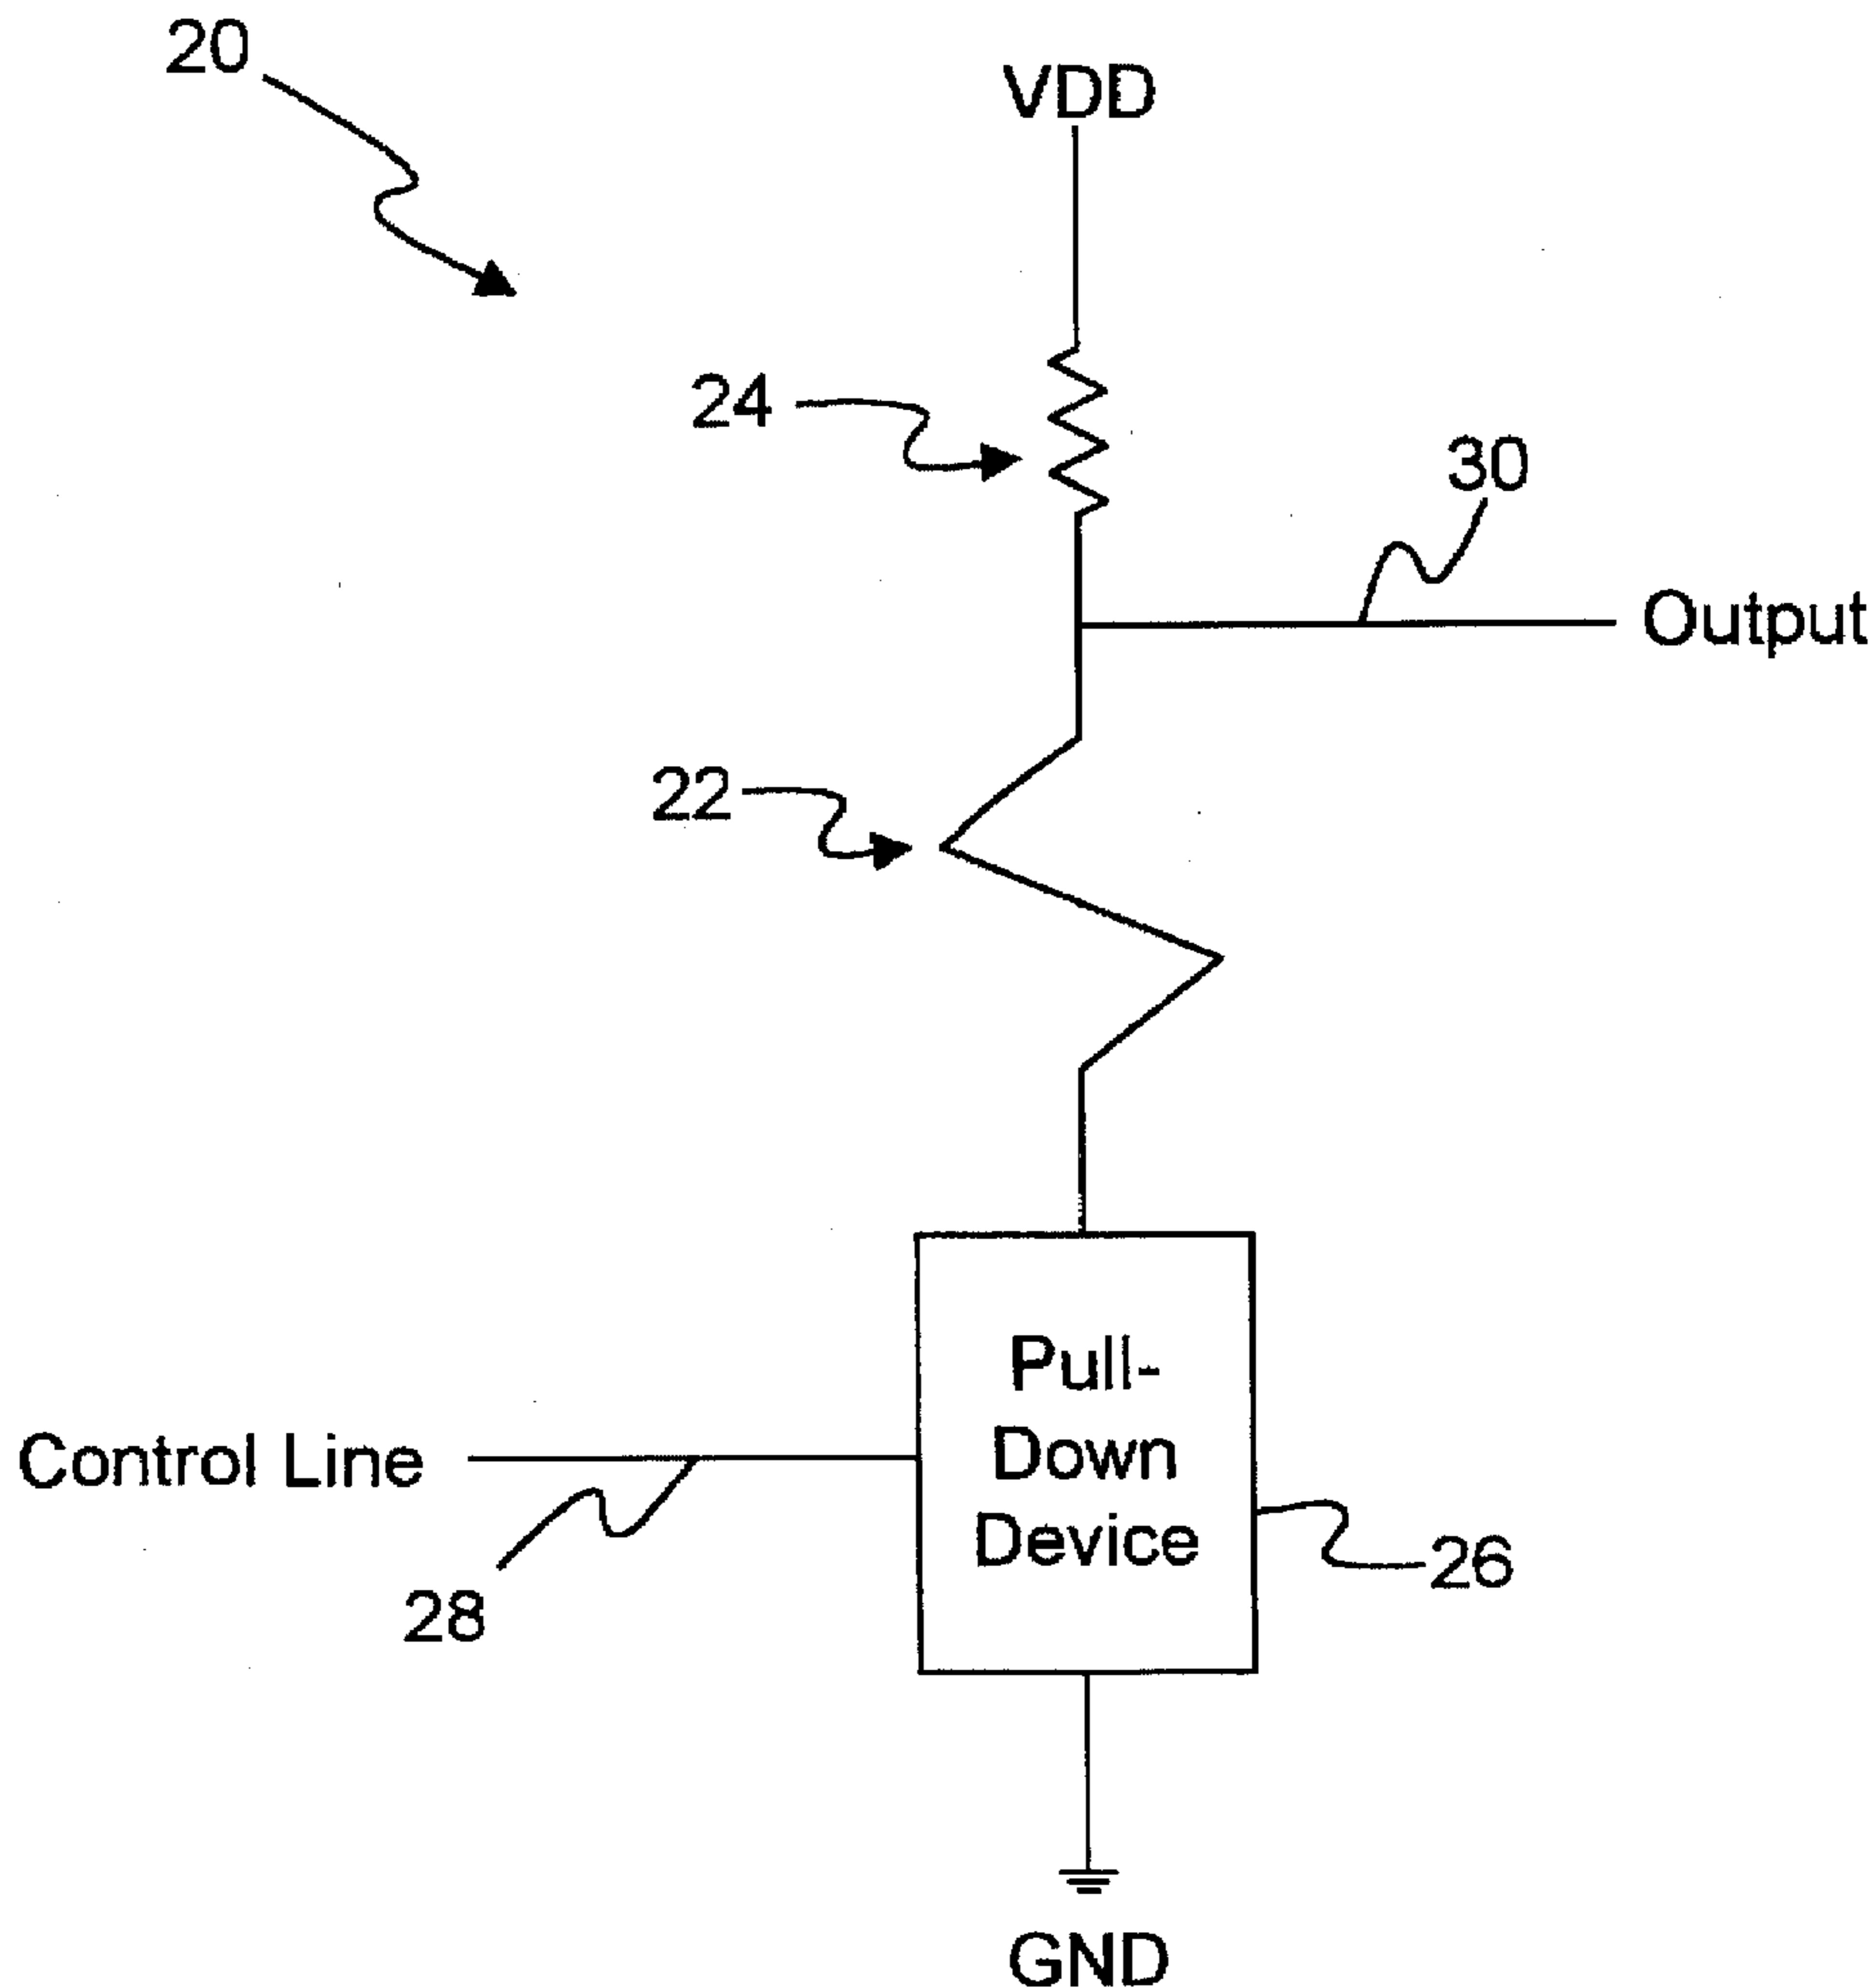 20
VDD
24
30
Output
22
Pull-
Down
Device
Control Line
26
28
GND